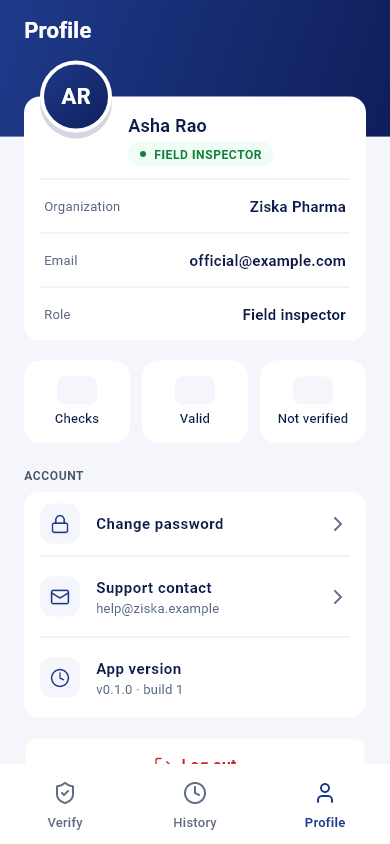 Profile
AR
Asha Rao
FIELD INSPECTOR
Organization Ziska Pharma
Email official@example.com
Role Field inspector
Checks Valid Not verified
ACCOUNT
Change password
Support contact
help@ziska.example
App version
v0.1.0 · build 1
Log out
Verify History Profile